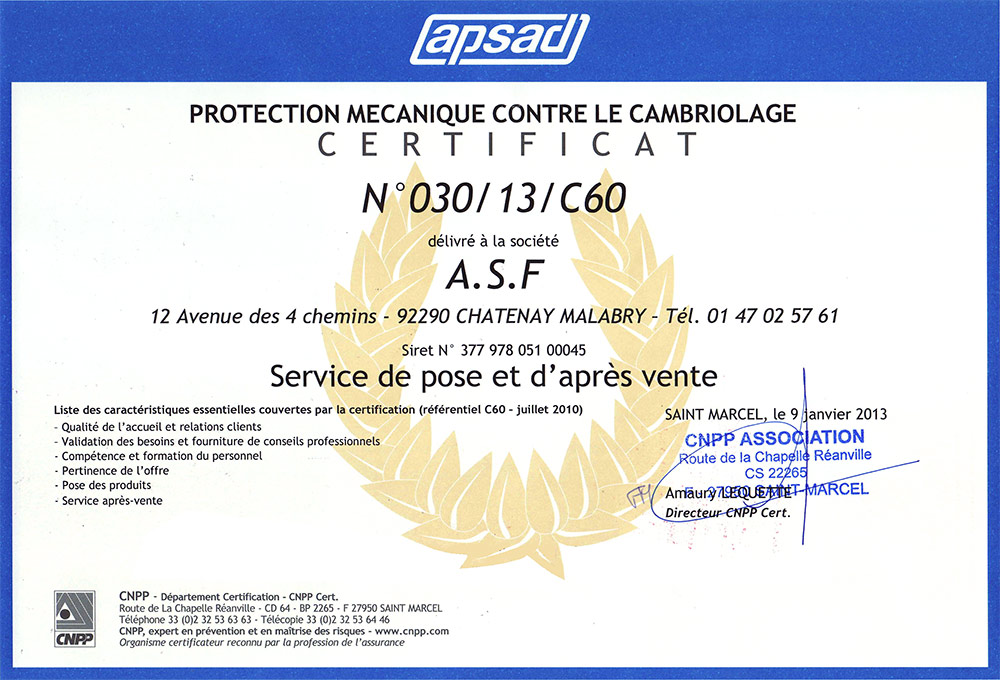 apsad
PROTECTION MECANIQUE CONTRE LE CAMBRIOLAGE
CERTIFICAT
N°030/13/C60
délivré à la société
A.S.F
12 Avenue des 4 chemins - 92290 CHATENAY MALABRY – Tél. 01 47 02 57 61
Siret N° 377 978 051 00045
Service de pose et d'après vente
Liste des caractéristiques essentielles couvertes par la certification (référentiel C60 – juillet 2010)
- Qualité de l'accueil et relations clients
- Validation des besoins et fourniture de conseils professionnels
- Compétence et formation du personnel
- Pertinence de l'offre
- Pose des produits
- Service après-vente
SAINT MARCEL, le 9 janvier 2013
CNPP ASSOCIATION
Route de la Chapelle Réanville
CS 22265
F - 27950 SAINT-MARCEL
Amaury LEQUETTE
Directeur CNPP Cert.
CNPP
CNPP - Département Certification - CNPP Cert.
Route de La Chapelle Réanville - CD 64 - BP 2265 - F 27950 SAINT MARCEL
Téléphone 33 (0)2 32 53 63 63 - Télécopie 33 (0)2 32 53 64 46
CNPP, expert en prévention et en maîtrise des risques - www.cnpp.com
Organisme certificateur reconnu par la profession de l'assurance